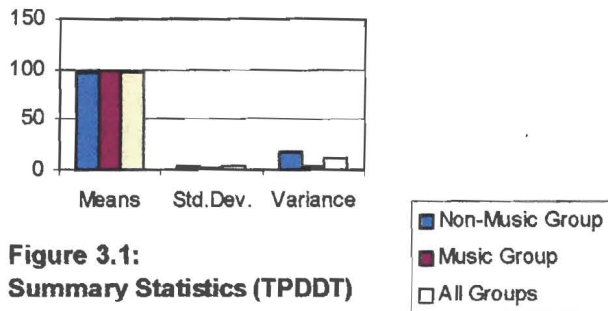 150
100
50
0
Means Std.Dev. Variance
Figure 3.1:
Summary Statistics (TPDDT)
Non-Music Group
Music Group
All Groups